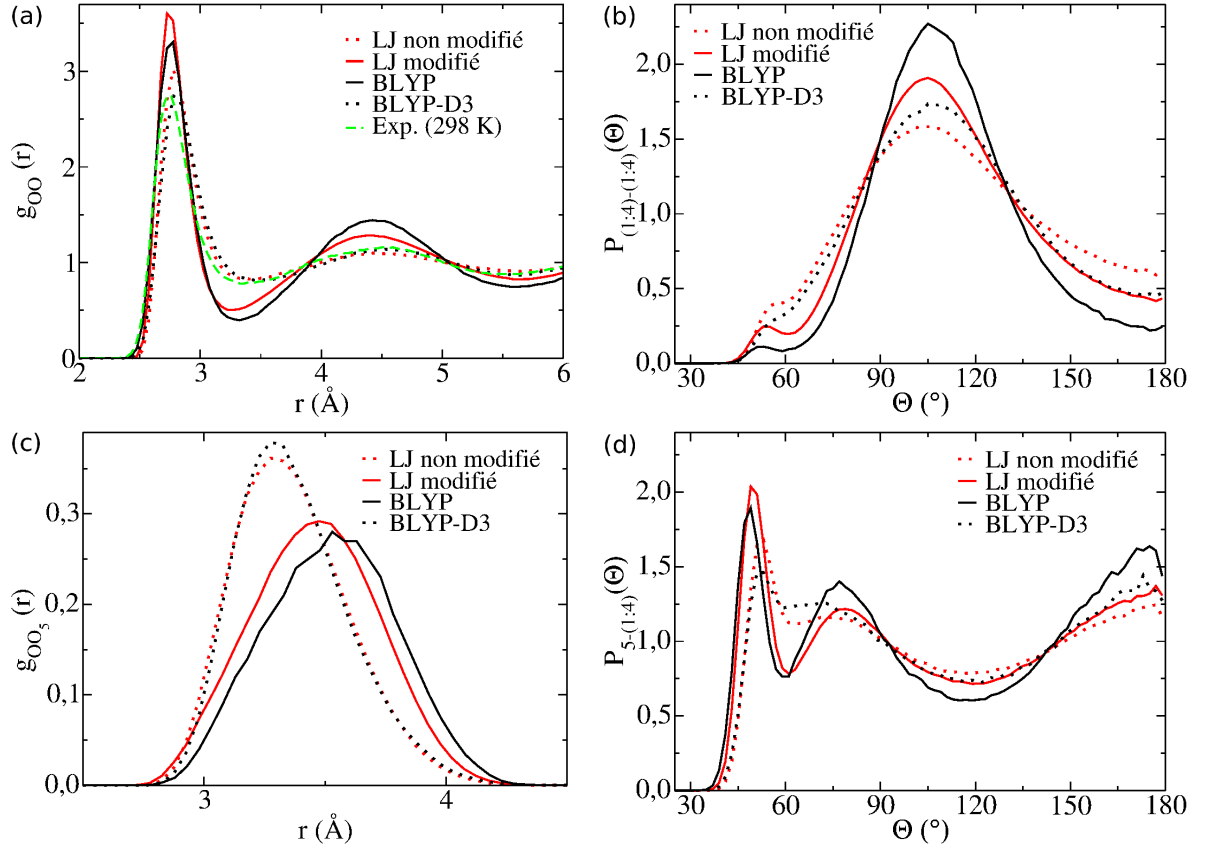 (a)
g_OO (r)
3
2
1
0
LJ non modifié
LJ modifié
BLYP
BLYP-D3
Exp. (298 K)
2 3 4 5 6
r (Å)
(b)
P_(1:4)-(1:4)(Θ)
2,0
1,5
1,0
0,5
0,0
LJ non modifié
LJ modifié
BLYP
BLYP-D3
30 60 90 120 150 180
Θ (°)
(c)
g_OO_5 (r)
0,3
0,2
0,1
0,0
LJ non modifié
LJ modifié
BLYP
BLYP-D3
3 4
r (Å)
(d)
P_5-(1:4)(Θ)
2,0
1,5
1,0
0,5
0,0
LJ non modifié
LJ modifié
BLYP
BLYP-D3
30 60 90 120 150 180
Θ (°)